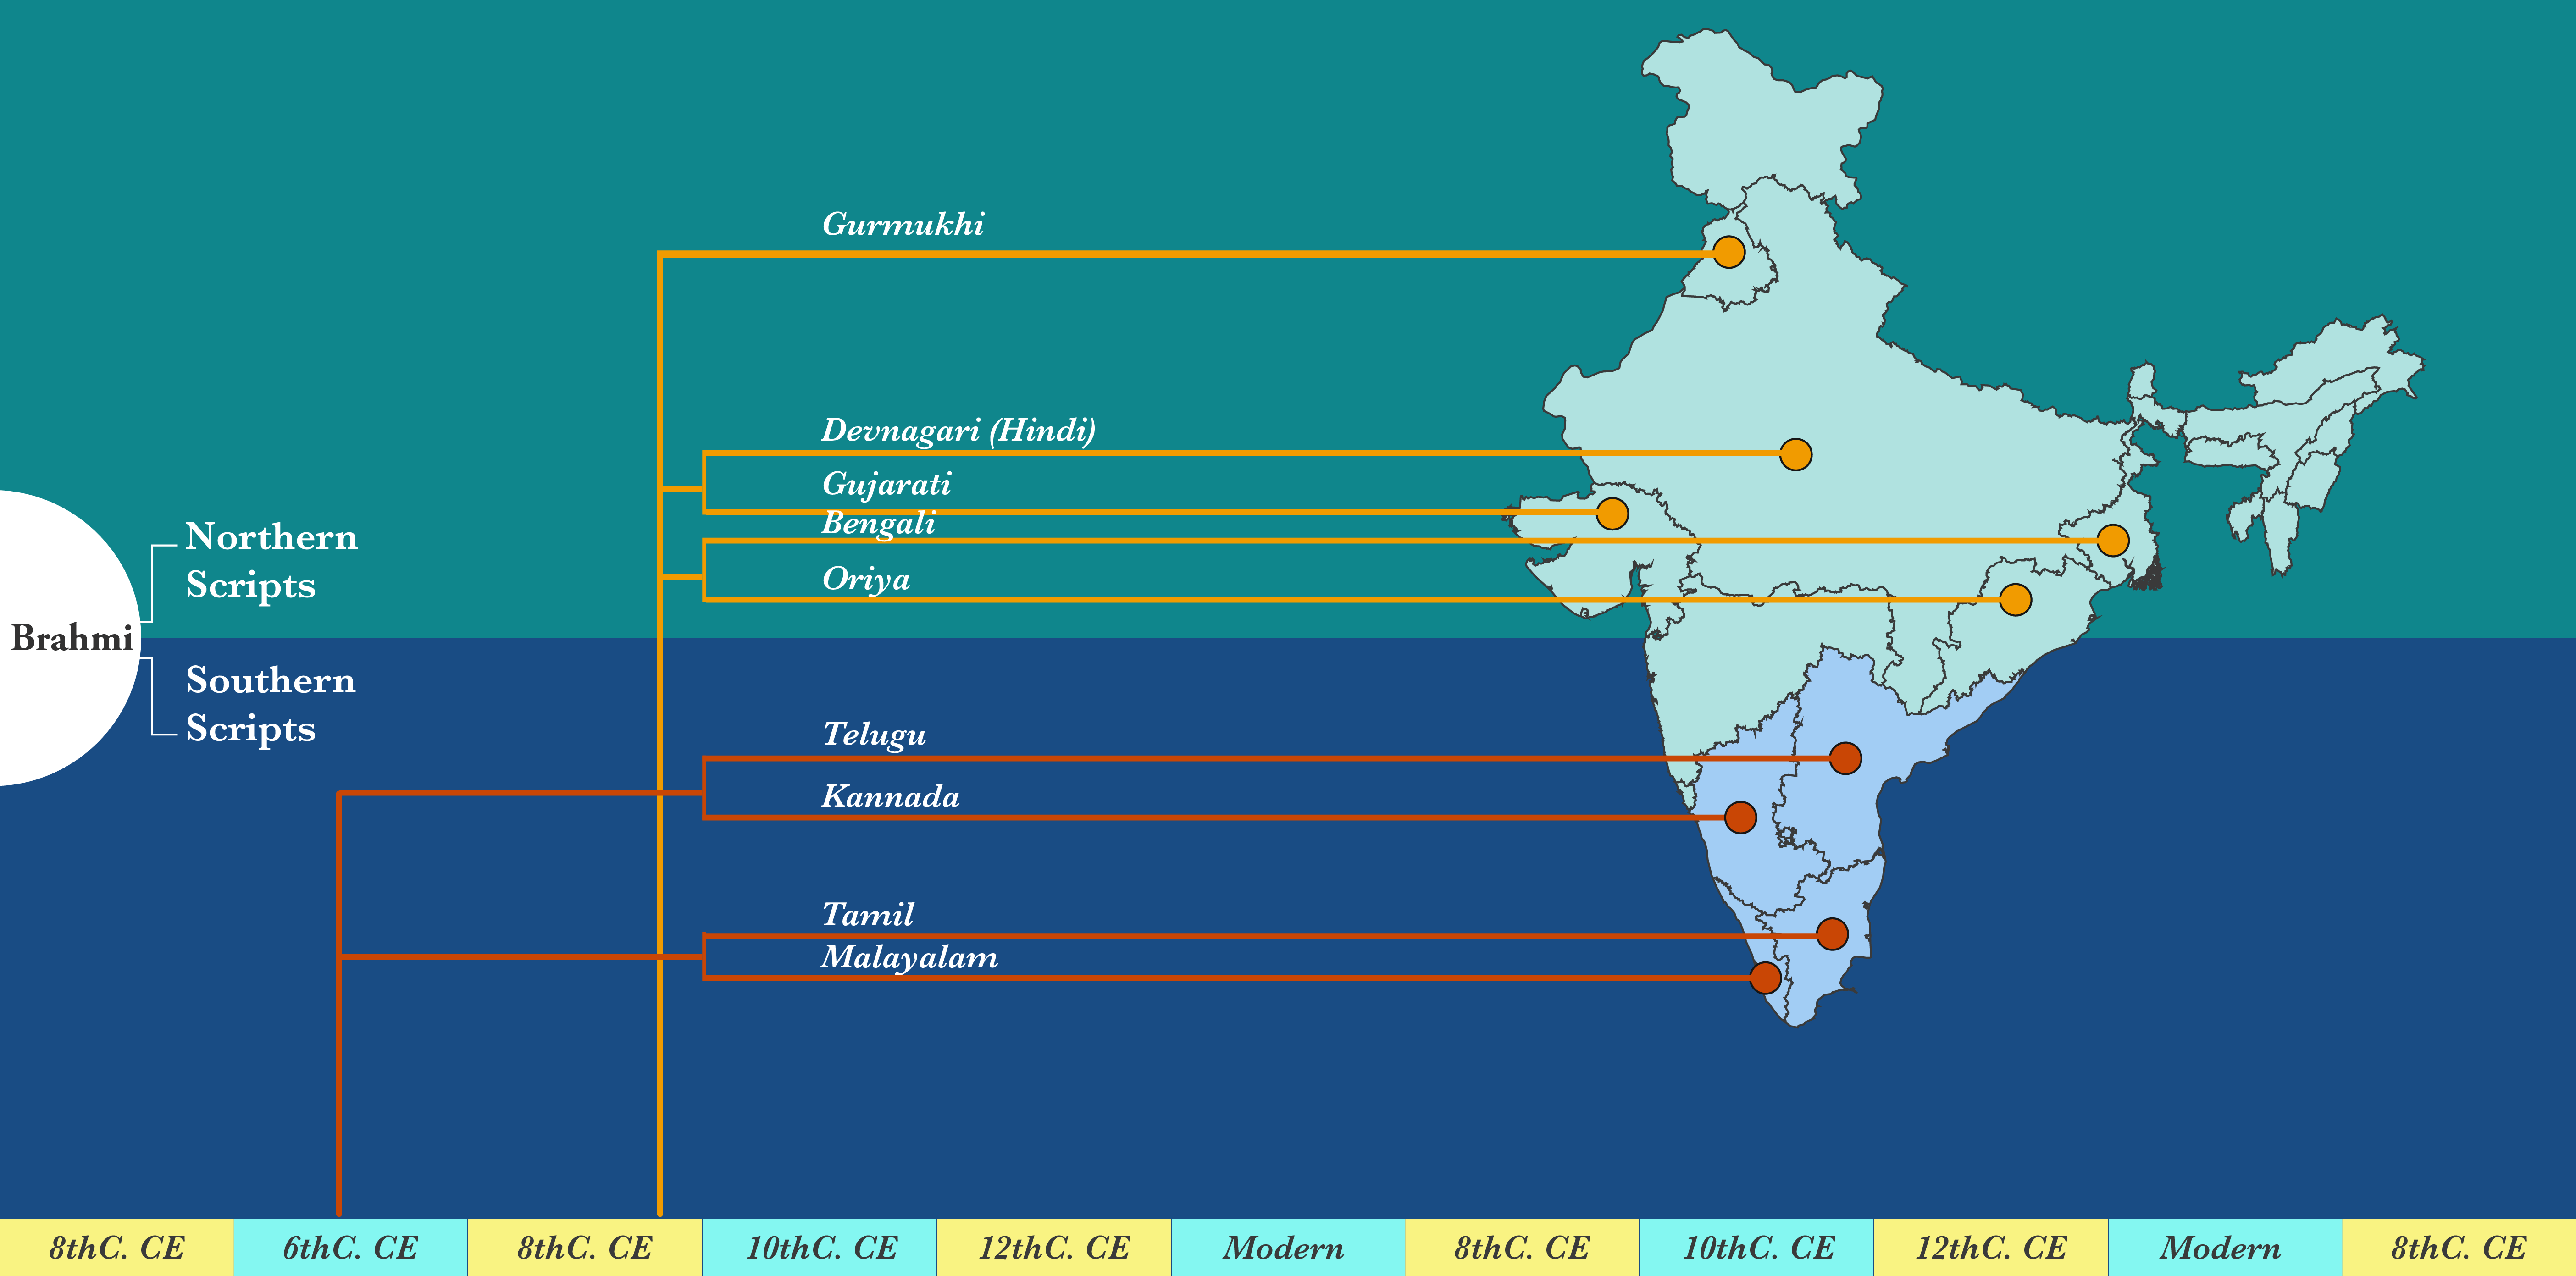 Gurmukhi
Devnagari (Hindi)
Gujarati
Bengali
Oriya
Northern
Scripts
Brahmi
Southern
Scripts
Telugu
Kannada
Tamil
Malayalam
8thC. CE
6thC. CE
8thC. CE
10thC. CE
12thC. CE
Modern
8thC. CE
10thC. CE
12thC. CE
Modern
8thC. CE